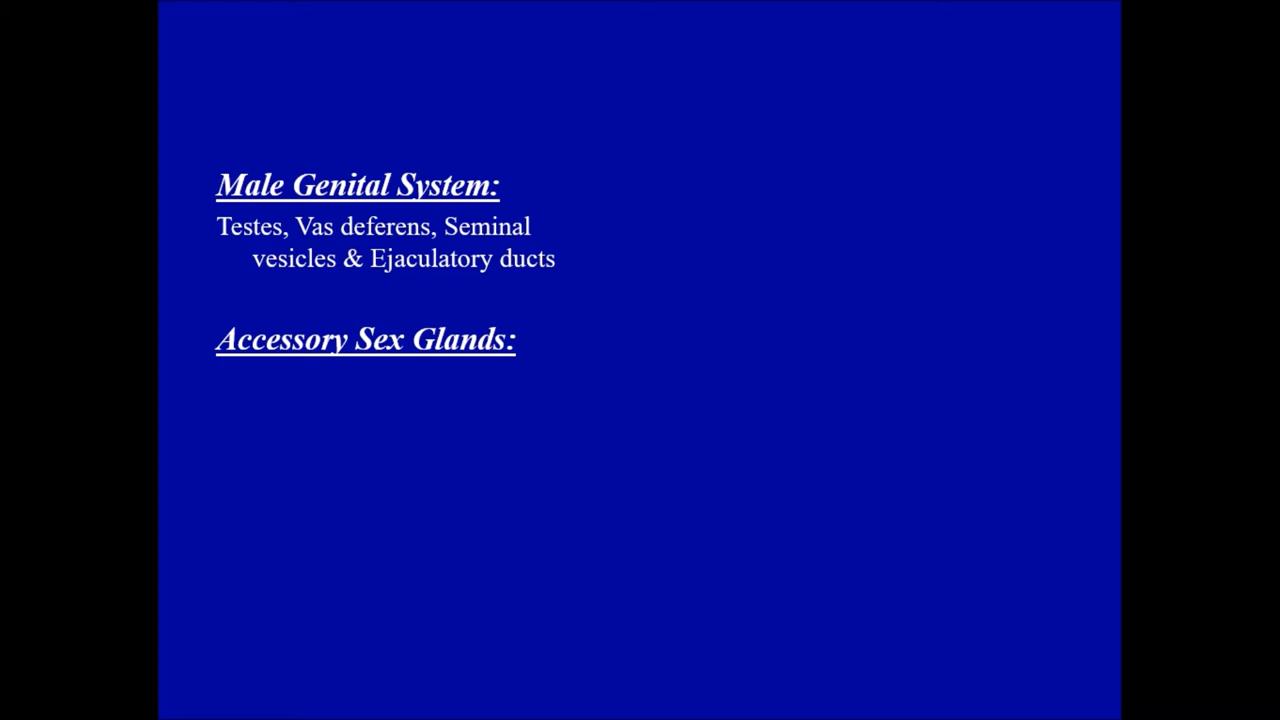 Male Genital System:
Testes, Vas deferens, Seminal
vesicles & Ejaculatory ducts
Accessory Sex Glands: